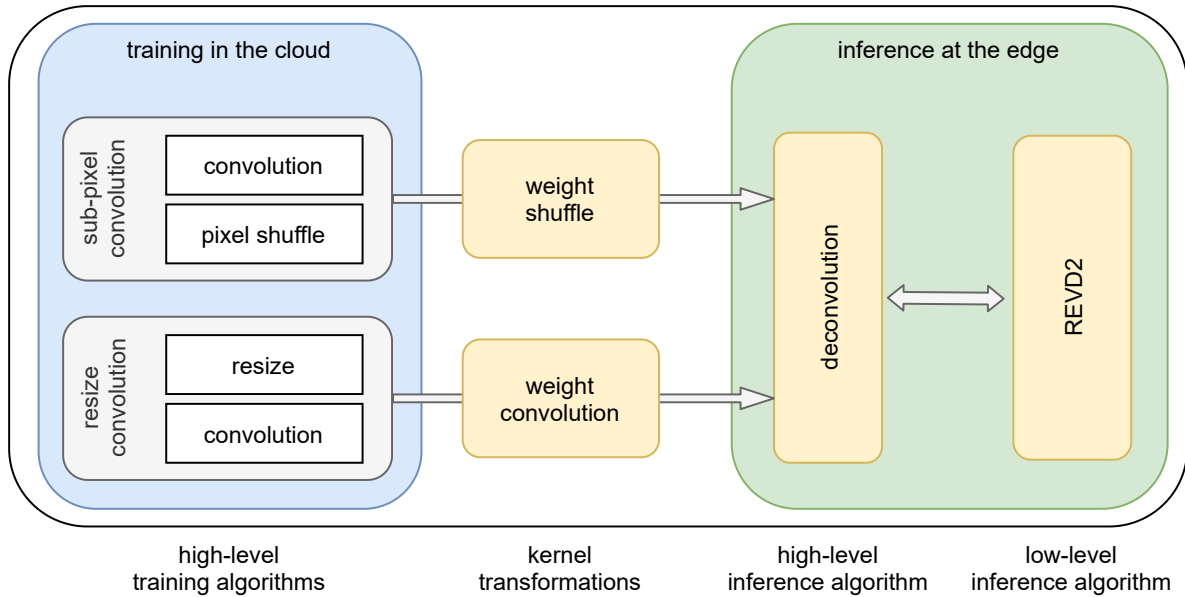 training in the cloud
inference at the edge
sub-pixel
convolution
convolution
pixel shuffle
weight
shuffle
resize
convolution
resize
convolution
weight
convolution
deconvolution
REVD2
high-level
training algorithms
kernel
transformations
high-level
inference algorithm
low-level
inference algorithm